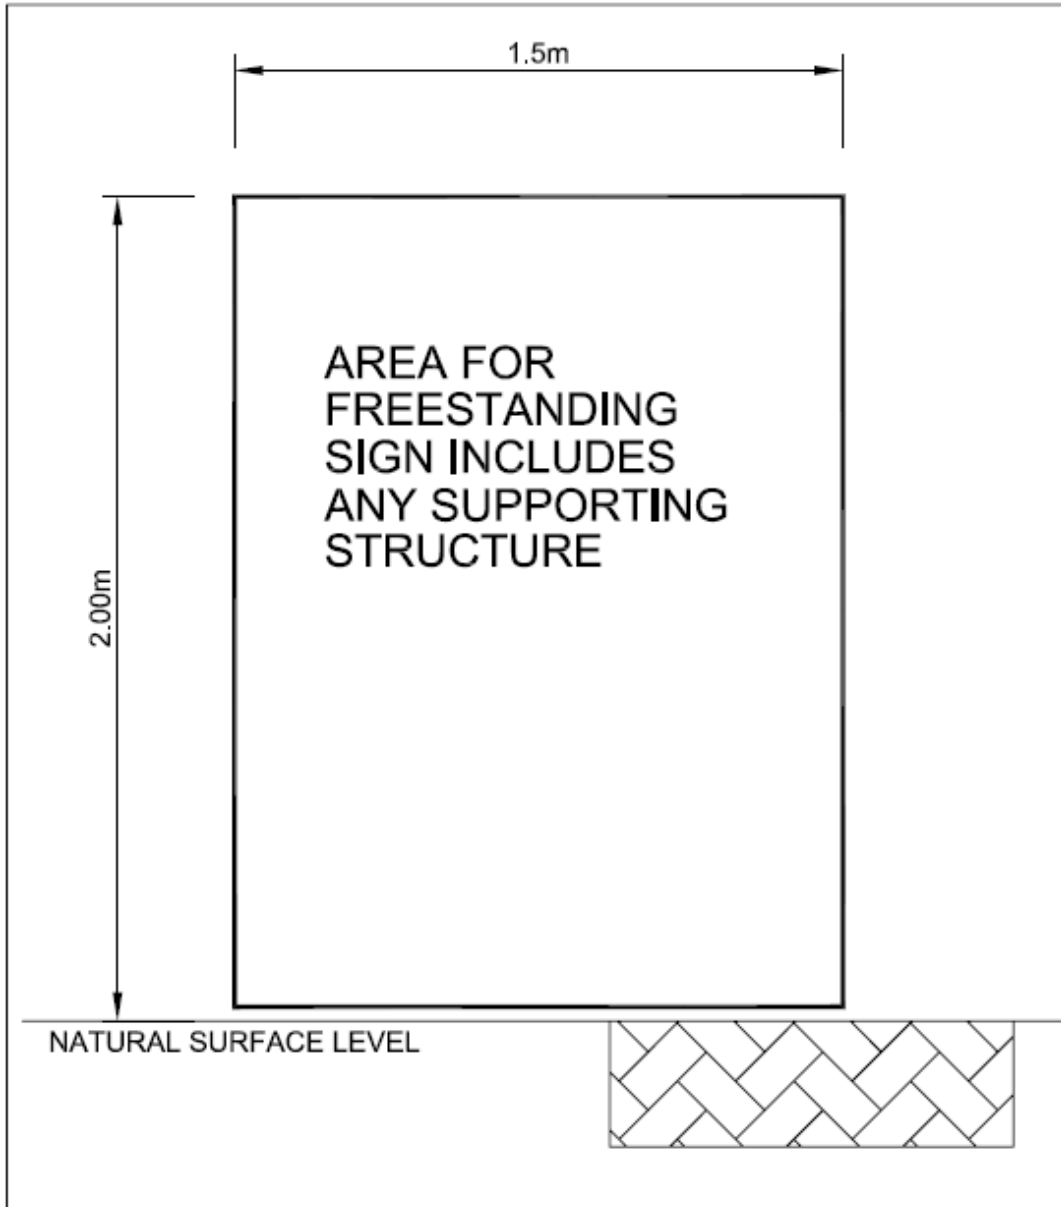 1.5m
AREA FOR
FREESTANDING
SIGN INCLUDES
ANY SUPPORTING
STRUCTURE
2.00m
NATURAL SURFACE LEVEL